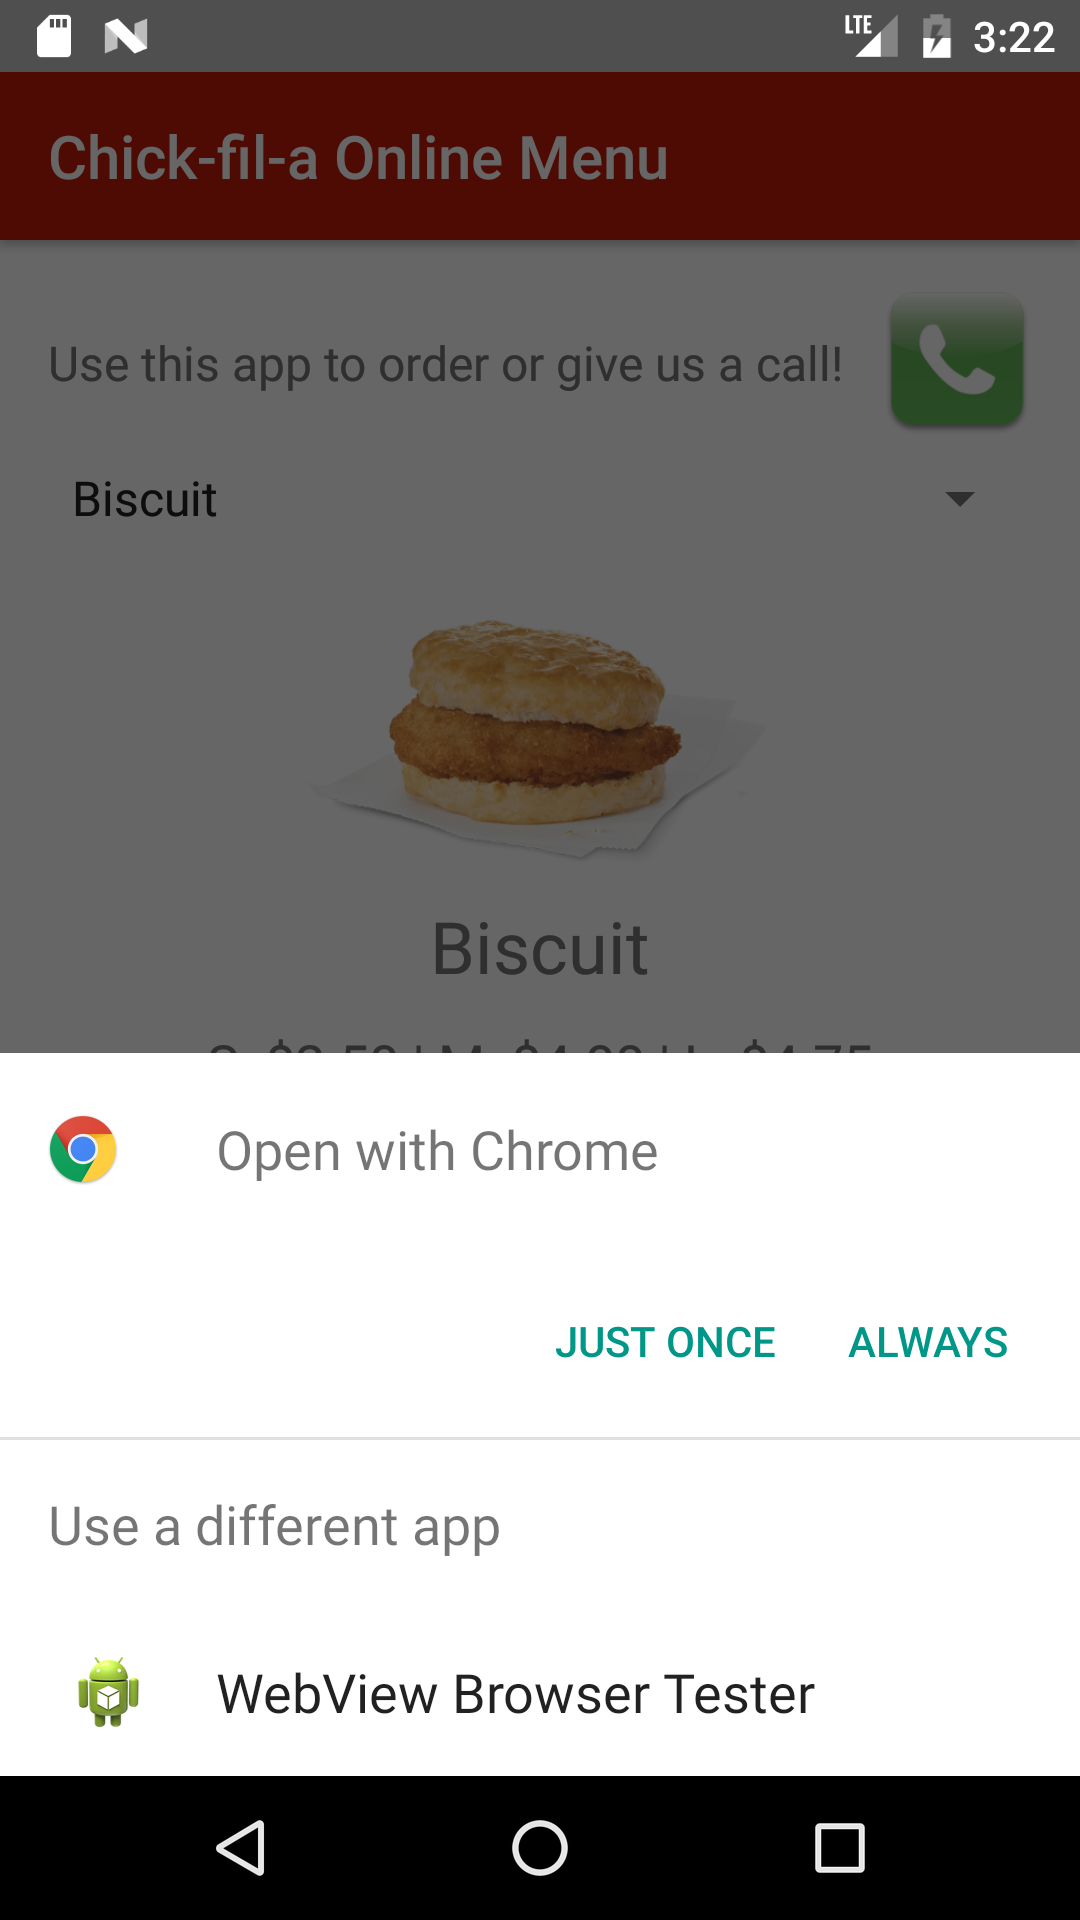 LTE 3:22
Chick-fil-a Online Menu
Use this app to order or give us a call!
Biscuit
Biscuit
Open with Chrome
JUST ONCE ALWAYS
Use a different app
WebView Browser Tester